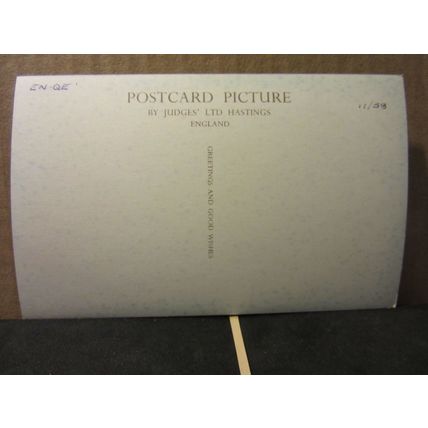 EN-QE'
POSTCARD PICTURE
BY JUDGES' LTD HASTINGS
ENGLAND
GREETINGS AND GOOD WISHES